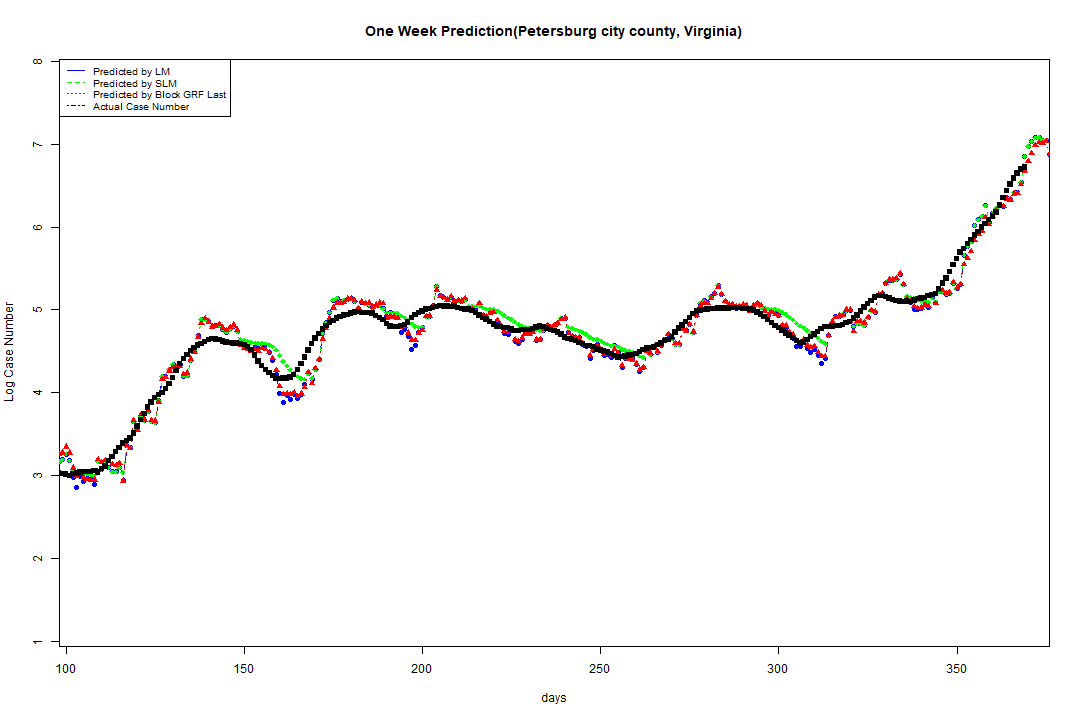 One Week Prediction(Petersburg city county, Virginia)
Predicted by LM
Predicted by SLM
Predicted by Block GRF Last
Actual Case Number
8
7
6
5
4
3
2
1
Log Case Number
100 150 200 250 300 350
days